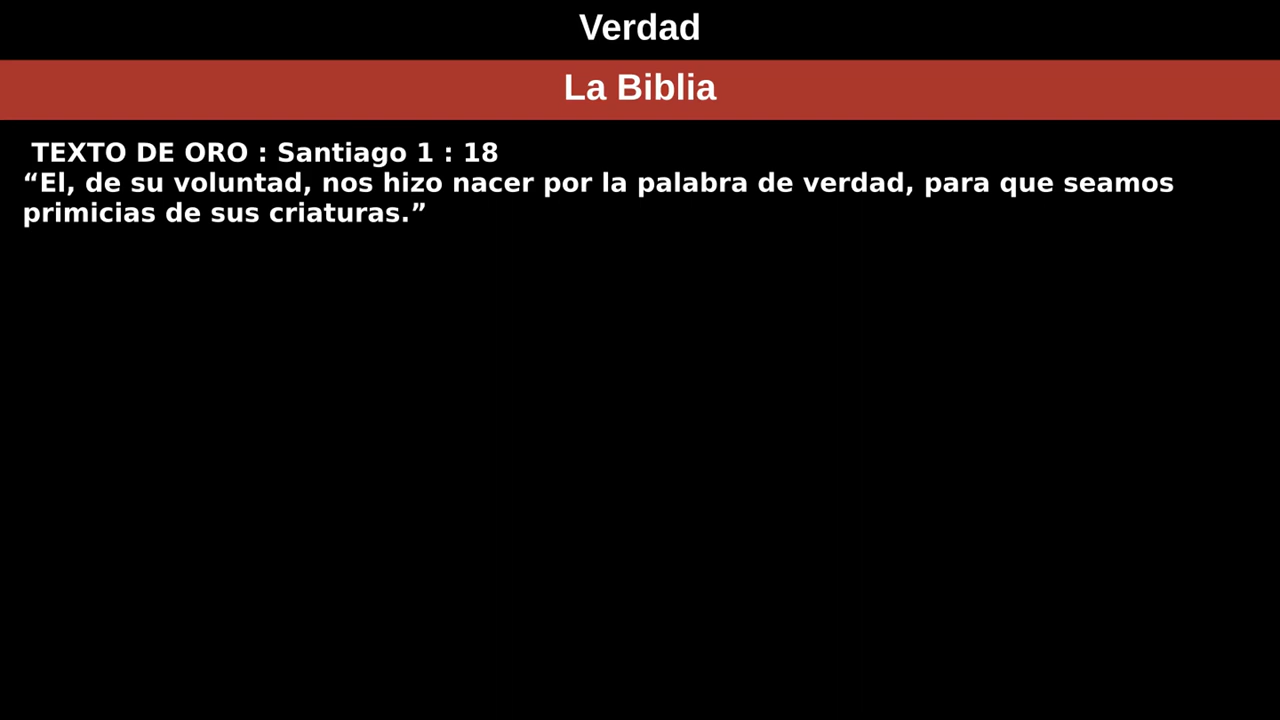 Verdad
La Biblia
TEXTO DE ORO : Santiago 1 : 18
“El, de su voluntad, nos hizo nacer por la palabra de verdad, para que seamos
primicias de sus criaturas.”